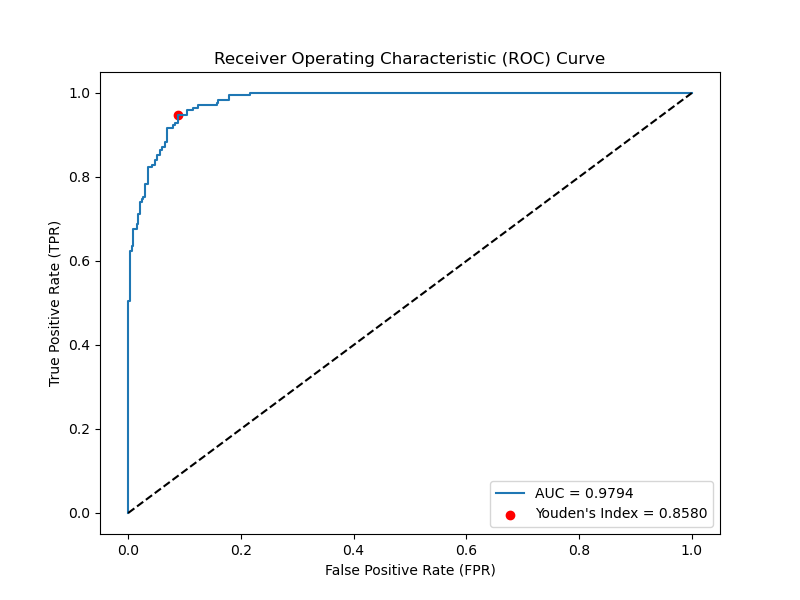 Receiver Operating Characteristic (ROC) Curve
1.0
0.8
0.6
0.4
0.2
0.0
True Positive Rate (TPR)
0.0 0.2 0.4 0.6 0.8 1.0
False Positive Rate (FPR)
AUC = 0.9794
Youden's Index = 0.8580